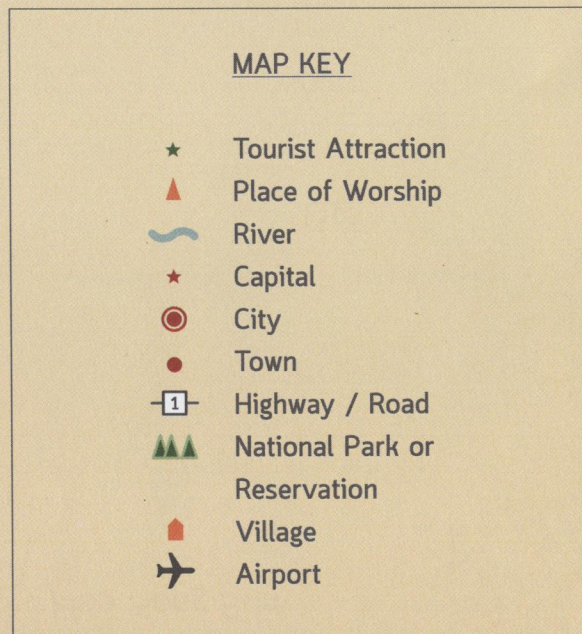 MAP KEY
Tourist Attraction
Place of Worship
River
Capital
City
Town
1 Highway / Road
National Park or
Reservation
Village
Airport